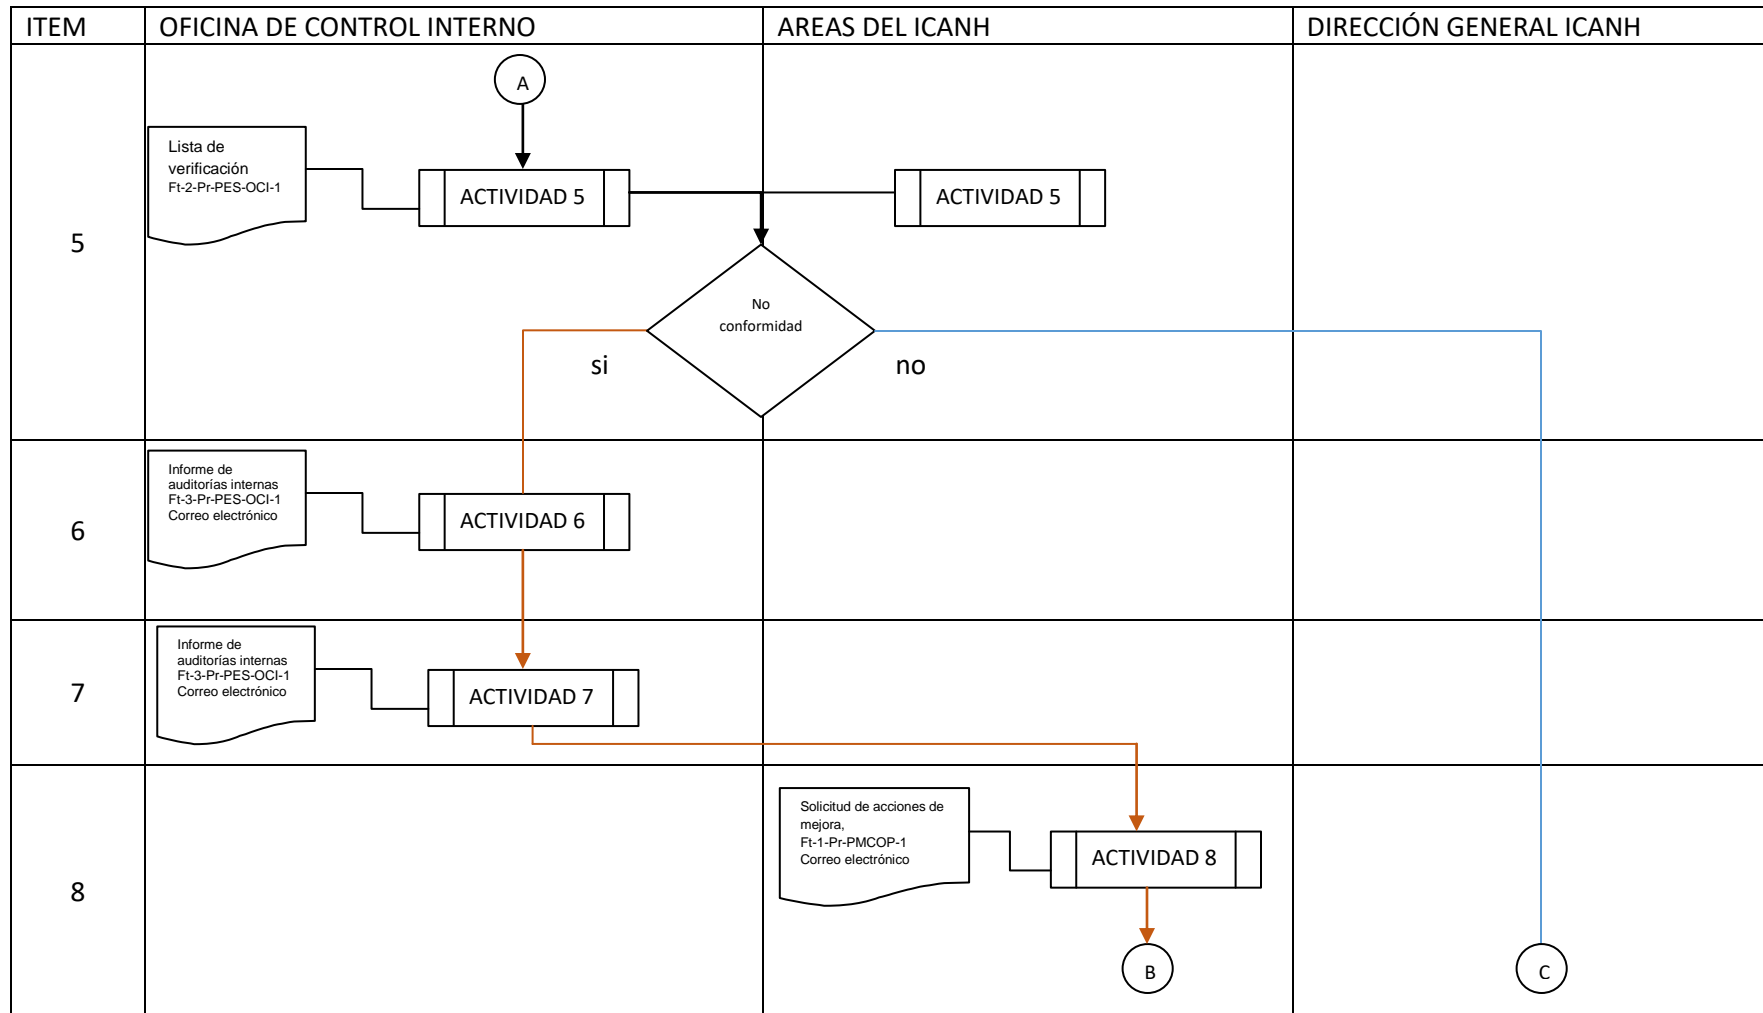 ITEM
OFICINA DE CONTROL INTERNO
AREAS DEL ICANH
DIRECCIÓN GENERAL ICANH
5
A
Lista de
verificación
Ft-2-Pr-PES-OCI-1
ACTIVIDAD 5
ACTIVIDAD 5
No
conformidad
si
no
6
Informe de
auditorías internas
Ft-3-Pr-PES-OCI-1
Correo electrónico
ACTIVIDAD 6
7
Informe de
auditorías internas
Ft-3-Pr-PES-OCI-1
Correo electrónico
ACTIVIDAD 7
8
Solicitud de acciones de
mejora,
Ft-1-Pr-PMCOP-1
Correo electrónico
ACTIVIDAD 8
B
C